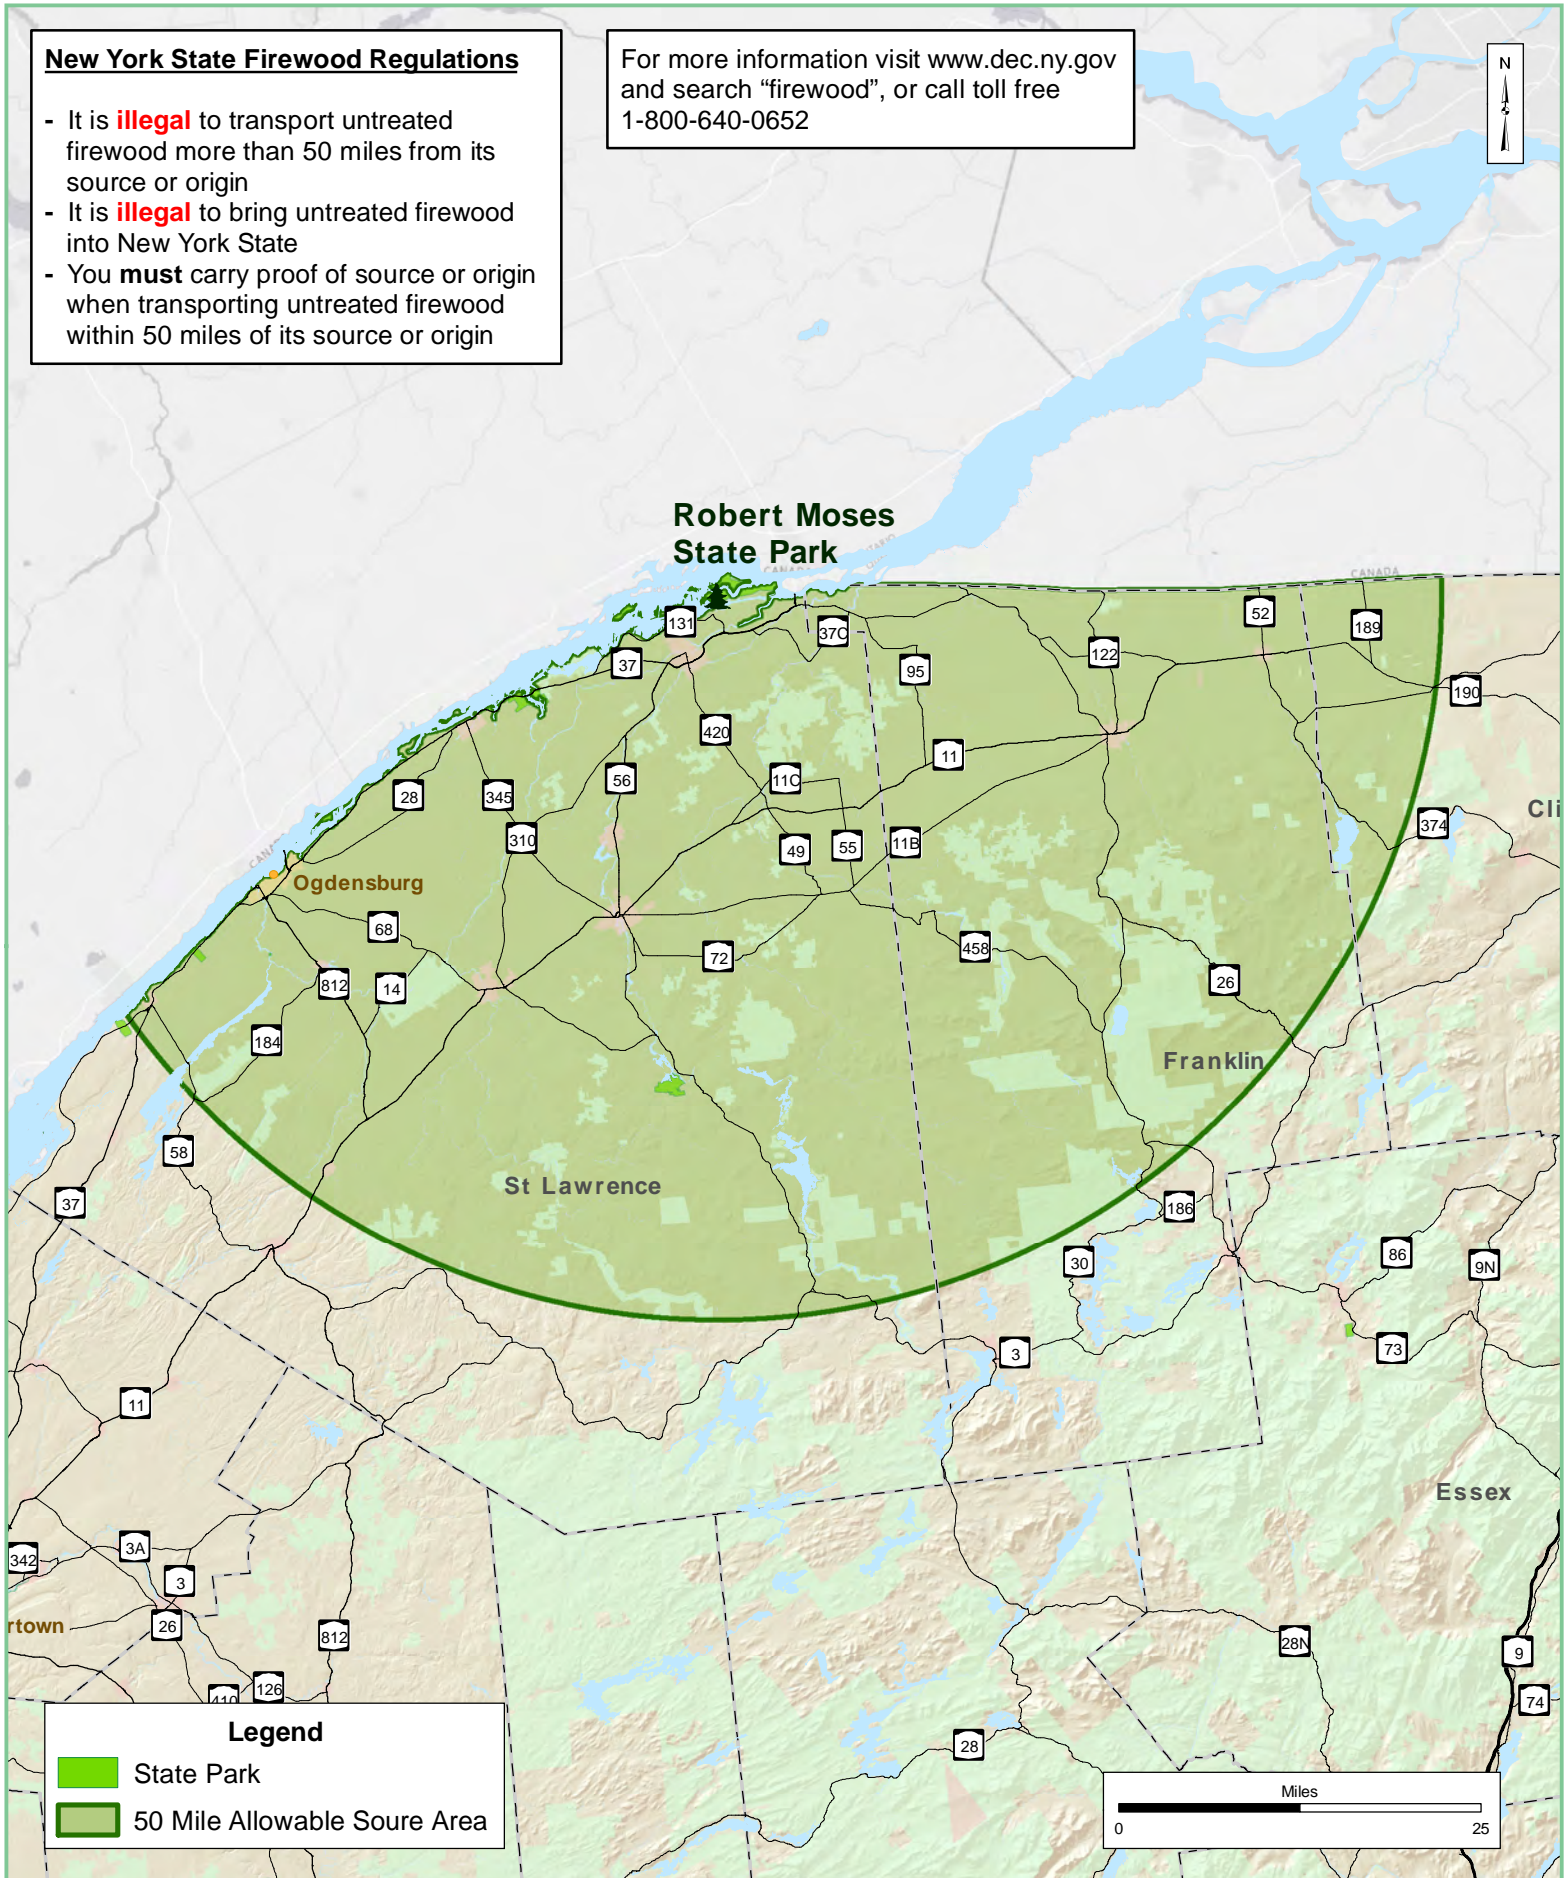 New York State Firewood Regulations
- It is illegal to transport untreated
firewood more than 50 miles from its
source or origin
- It is illegal to bring untreated firewood
into New York State
- You must carry proof of source or origin
when transporting untreated firewood
within 50 miles of its source or origin
For more information visit www.dec.ny.gov
and search “firewood”, or call toll free
1-800-640-0652
N
Robert Moses
State Park
CANADA
131
37C
52
189
37
95
122
190
420
11
56
11C
28
345
374
Cli
310
49
55
11B
Ogdensburg
68
72
458
812
14
26
184
Franklin
58
St Lawrence
37
186
30
86
9N
3
73
11
Essex
342
3A
3
rtown
26
812
28N
9
126
410
74
28
Legend
State Park
50 Mile Allowable Soure Area
Miles
0
25